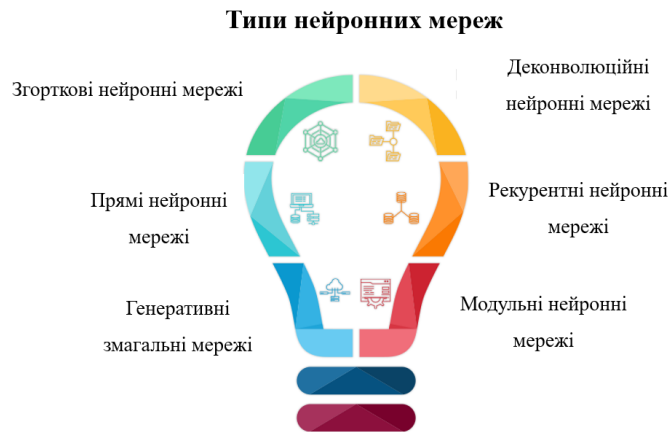 Типи нейронних мереж
Згорткові нейронні мережі
Деконволюційні
нейронні мережі
Прямі нейронні
мережі
Рекурентні нейронні
мережі
Генеративні
змагальні мережі
Модульні нейронні
мережі